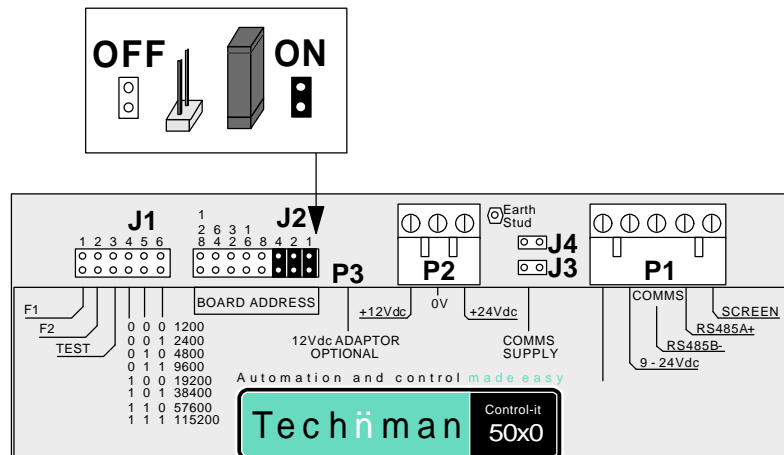 OFF ON
J1 J2
1 2 3 4 5 6
1
2 6 3 1
8 4 2 6 8 4 2 1
P3
P2
Earth
Stud
J4
J3
P1
F1
F2
TEST
BOARD ADDRESS
12Vdc ADAPTOR
OPTIONAL
+12Vdc
0V
+24Vdc
COMMS
SUPPLY
COMMS
SCREEN
RS485A+
RS485B-
9 - 24Vdc
0 0 0 1200
0 0 1 2400
0 1 0 4800
0 1 1 9600
1 0 0 19200
1 0 1 38400
1 1 0 57600
1 1 1 115200
Automation and control made easy
Techn̈man
Control-it
50x0